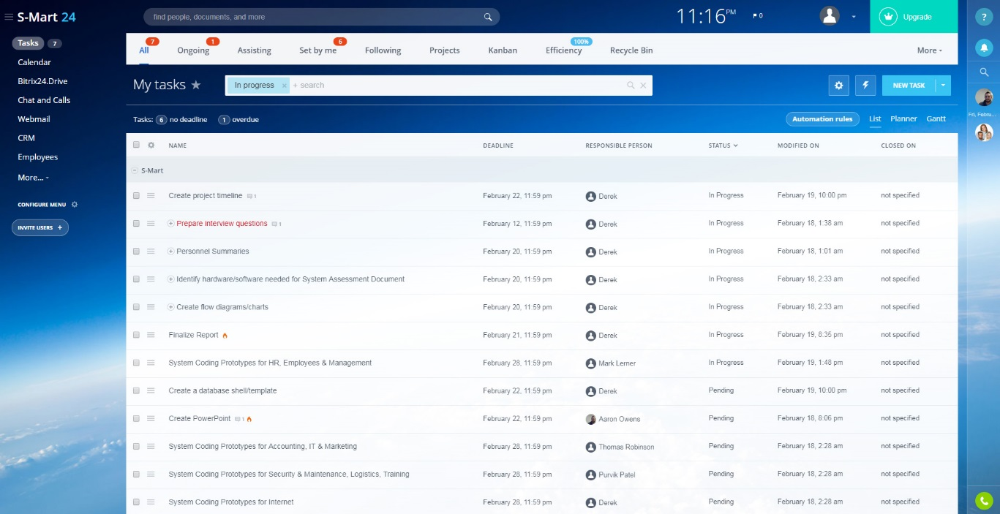 S-Mart 24
find people, documents, and more
11:16 PM
0
Upgrade
?
Tasks 7
Calendar
Bitrix24.Drive
Chat and Calls
Webmail
CRM
Employees
More...
CONFIGURE MENU
INVITE USERS +
All 7 Ongoing 1 Assisting Set by me 6 Following Projects Kanban Efficiency 100% Recycle Bin More
My tasks In progress × + search NEW TASK
Tasks: 6 no deadline 1 overdue Automation rules List Planner Gantt
Fri, Febru...
NAME DEADLINE RESPONSIBLE PERSON STATUS MODIFIED ON CLOSED ON
S-Mart
Create project timeline 1 February 22, 11:59 pm Derek In Progress February 19, 10:00 pm not specified
Prepare interview questions 1 February 12, 11:59 pm Derek In Progress February 18, 1:38 am not specified
Personnel Summaries February 20, 11:59 pm Derek In Progress February 18, 1:01 am not specified
Identify hardware/software needed for System Assessment Document February 20, 11:59 pm Derek In Progress February 18, 2:33 am not specified
Create flow diagrams/charts February 20, 11:59 pm Derek In Progress February 18, 2:33 am not specified
Finalize Report February 21, 11:59 pm Derek In Progress February 19, 8:35 pm not specified
System Coding Prototypes for HR, Employees & Management February 28, 11:59 pm Mark Lerner In Progress February 19, 1:48 pm not specified
Create a database shell/template February 22, 11:59 pm Derek Pending February 19, 10:00 pm not specified
Create PowerPoint 1 February 22, 11:59 pm Aaron Owens Pending February 18, 8:06 pm not specified
System Coding Prototypes for Accounting, IT & Marketing February 28, 11:59 pm Thomas Robinson Pending February 18, 2:28 am not specified
System Coding Prototypes for Security & Maintenance, Logistics, Training February 28, 11:59 pm Purvik Patel Pending February 18, 2:28 am not specified
System Coding Prototypes for Internet February 28, 11:59 pm Derek Pending February 18, 2:28 am not specified